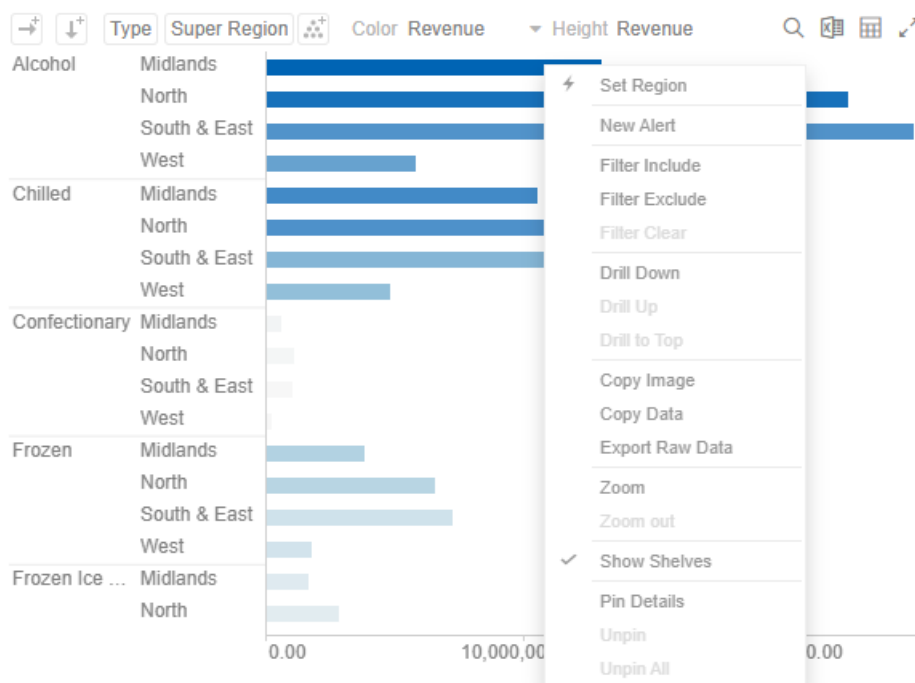 Type Super Region Color Revenue Height Revenue
Alcohol Midlands
North
South & East
West
Chilled Midlands
North
South & East
West
Confectionary Midlands
North
South & East
West
Frozen Midlands
North
South & East
West
Frozen Ice ... Midlands
North
0.00 10,000,00 0.00
Set Region
New Alert
Filter Include
Filter Exclude
Filter Clear
Drill Down
Drill Up
Drill to Top
Copy Image
Copy Data
Export Raw Data
Zoom
Zoom out
Show Shelves
Pin Details
Unpin
Unpin All